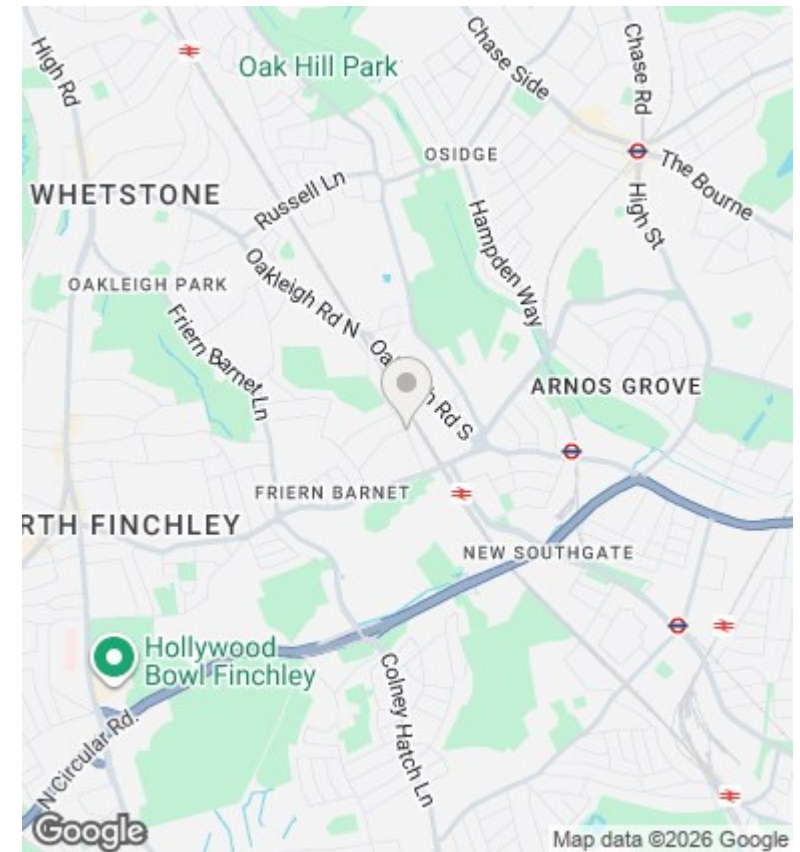 High Rd
Oak Hill Park
Chase Side
Chase Rd
OSIDGE
The Bourne
WHETSTONE
Russell Ln
High St
Hampden Way
OAKLEIGH PARK
Oakleigh Rd N
Friern Barnet Ln
Oa
h Rd S
ARNOS GROVE
FRIERN BARNET
RTH FINCHLEY
NEW SOUTHGATE
Hollywood
Bowl Finchley
Colney Hatch Ln
N Circular Rd.
Google
Map data ©2026 Google